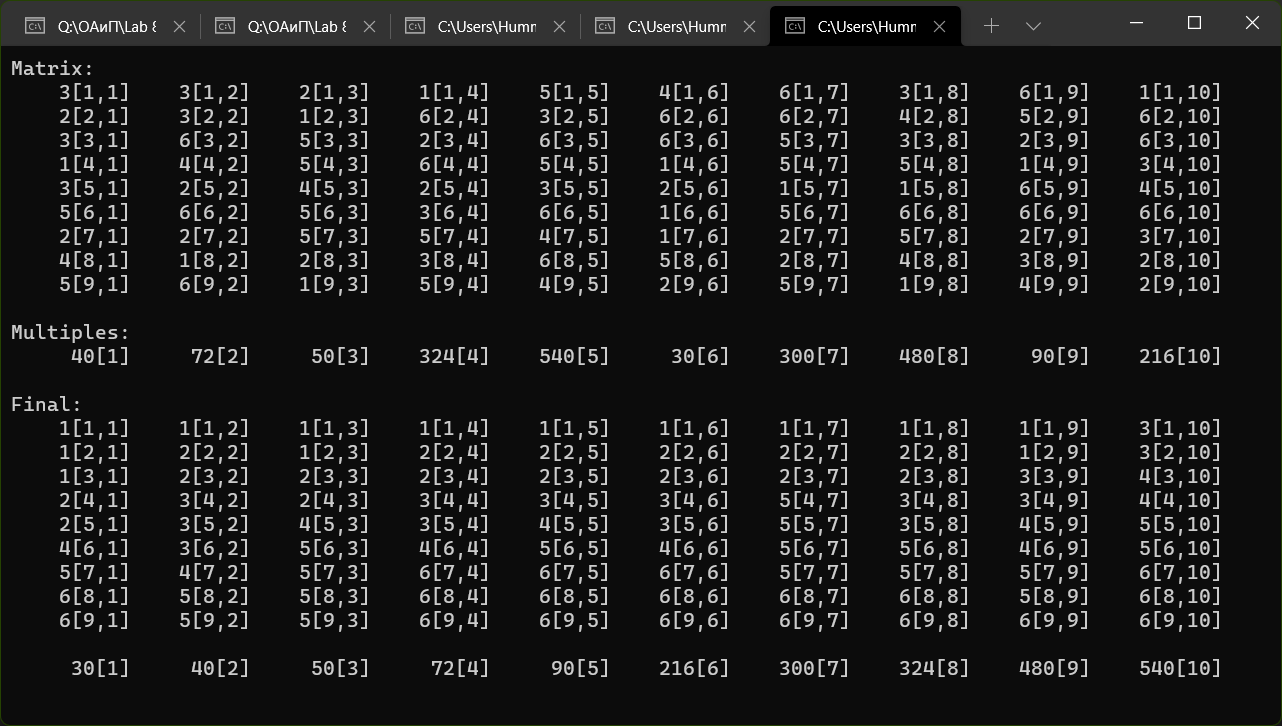 Q:\ОАиП\Lab 8 Q:\ОАиП\Lab 8 C:\Users\Humm C:\Users\Humm C:\Users\Humm
Matrix:
3[1,1] 3[1,2] 2[1,3] 1[1,4] 5[1,5] 4[1,6] 6[1,7] 3[1,8] 6[1,9] 1[1,10]
2[2,1] 3[2,2] 1[2,3] 6[2,4] 3[2,5] 6[2,6] 6[2,7] 4[2,8] 5[2,9] 6[2,10]
3[3,1] 6[3,2] 5[3,3] 2[3,4] 6[3,5] 6[3,6] 5[3,7] 3[3,8] 2[3,9] 6[3,10]
1[4,1] 4[4,2] 5[4,3] 6[4,4] 5[4,5] 1[4,6] 5[4,7] 5[4,8] 1[4,9] 3[4,10]
3[5,1] 2[5,2] 4[5,3] 2[5,4] 3[5,5] 2[5,6] 1[5,7] 1[5,8] 6[5,9] 4[5,10]
5[6,1] 6[6,2] 5[6,3] 3[6,4] 6[6,5] 1[6,6] 5[6,7] 6[6,8] 6[6,9] 6[6,10]
2[7,1] 2[7,2] 5[7,3] 5[7,4] 4[7,5] 1[7,6] 2[7,7] 5[7,8] 2[7,9] 3[7,10]
4[8,1] 1[8,2] 2[8,3] 3[8,4] 6[8,5] 5[8,6] 2[8,7] 4[8,8] 3[8,9] 2[8,10]
5[9,1] 6[9,2] 1[9,3] 5[9,4] 4[9,5] 2[9,6] 5[9,7] 1[9,8] 4[9,9] 2[9,10]
Multiples:
40[1] 72[2] 50[3] 324[4] 540[5] 30[6] 300[7] 480[8] 90[9] 216[10]
Final:
1[1,1] 1[1,2] 1[1,3] 1[1,4] 1[1,5] 1[1,6] 1[1,7] 1[1,8] 1[1,9] 3[1,10]
1[2,1] 2[2,2] 1[2,3] 2[2,4] 2[2,5] 2[2,6] 2[2,7] 2[2,8] 1[2,9] 3[2,10]
1[3,1] 2[3,2] 2[3,3] 2[3,4] 2[3,5] 2[3,6] 2[3,7] 2[3,8] 3[3,9] 4[3,10]
2[4,1] 3[4,2] 2[4,3] 3[4,4] 3[4,5] 3[4,6] 5[4,7] 3[4,8] 3[4,9] 4[4,10]
2[5,1] 3[5,2] 4[5,3] 3[5,4] 4[5,5] 3[5,6] 5[5,7] 3[5,8] 4[5,9] 5[5,10]
4[6,1] 3[6,2] 5[6,3] 4[6,4] 5[6,5] 4[6,6] 5[6,7] 5[6,8] 4[6,9] 5[6,10]
5[7,1] 4[7,2] 5[7,3] 6[7,4] 6[7,5] 6[7,6] 5[7,7] 5[7,8] 5[7,9] 6[7,10]
6[8,1] 5[8,2] 5[8,3] 6[8,4] 6[8,5] 6[8,6] 6[8,7] 6[8,8] 5[8,9] 6[8,10]
6[9,1] 5[9,2] 5[9,3] 6[9,4] 6[9,5] 6[9,6] 6[9,7] 6[9,8] 6[9,9] 6[9,10]
30[1] 40[2] 50[3] 72[4] 90[5] 216[6] 300[7] 324[8] 480[9] 540[10]